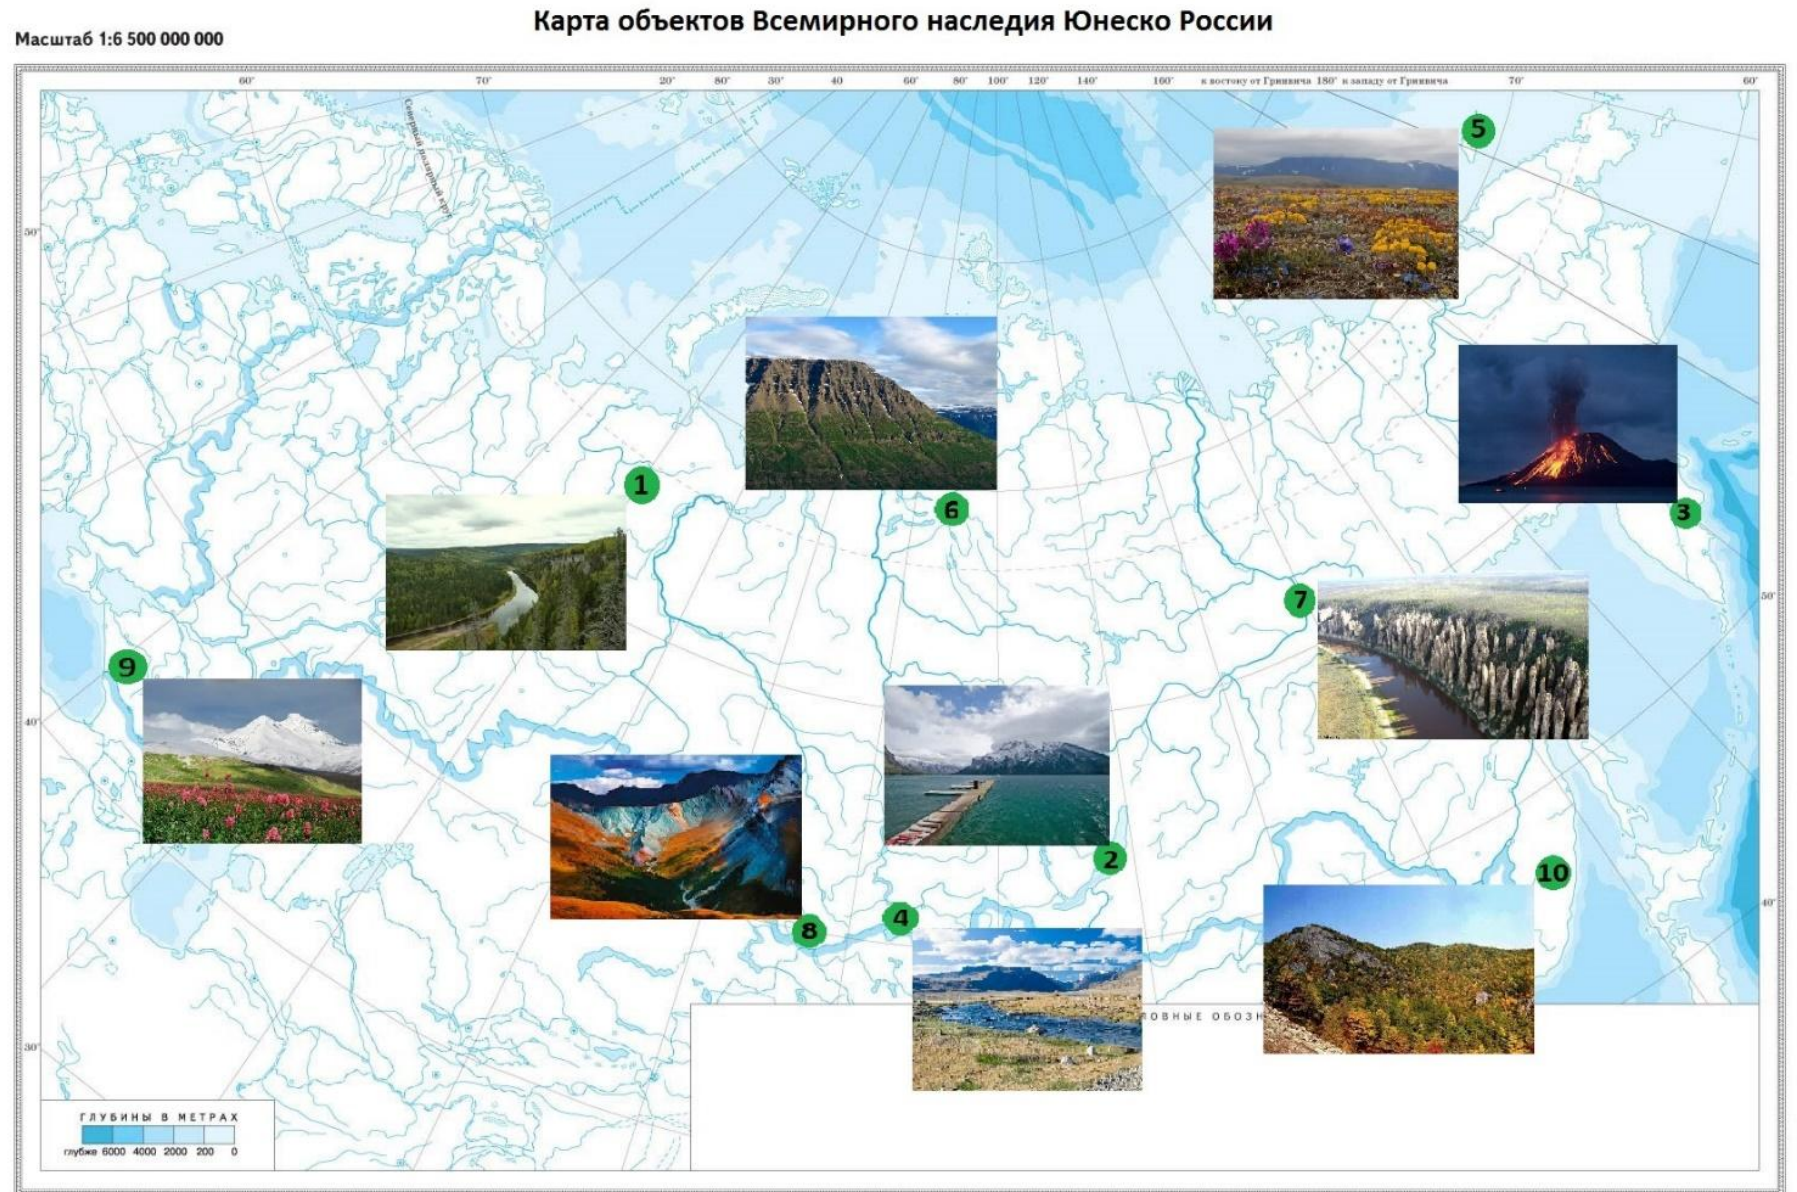 Карта объектов Всемирного наследия Юнеско России
Масштаб 1:6 500 000 000
60° 70° 20° 80° 30° 40 60° 80° 100° 120° 140° 160° к востоку от Гринвича 180° к западу от Гринвича 70° 60°
Северный полярный круг
5
50°
1
6
3
7
50°
9
40°
2
10
4
8
40°
ЛОВНЫЕ ОБОЗН
30°
ГЛУБИНЫ В МЕТРАХ
глубже 6000 4000 2000 200 0